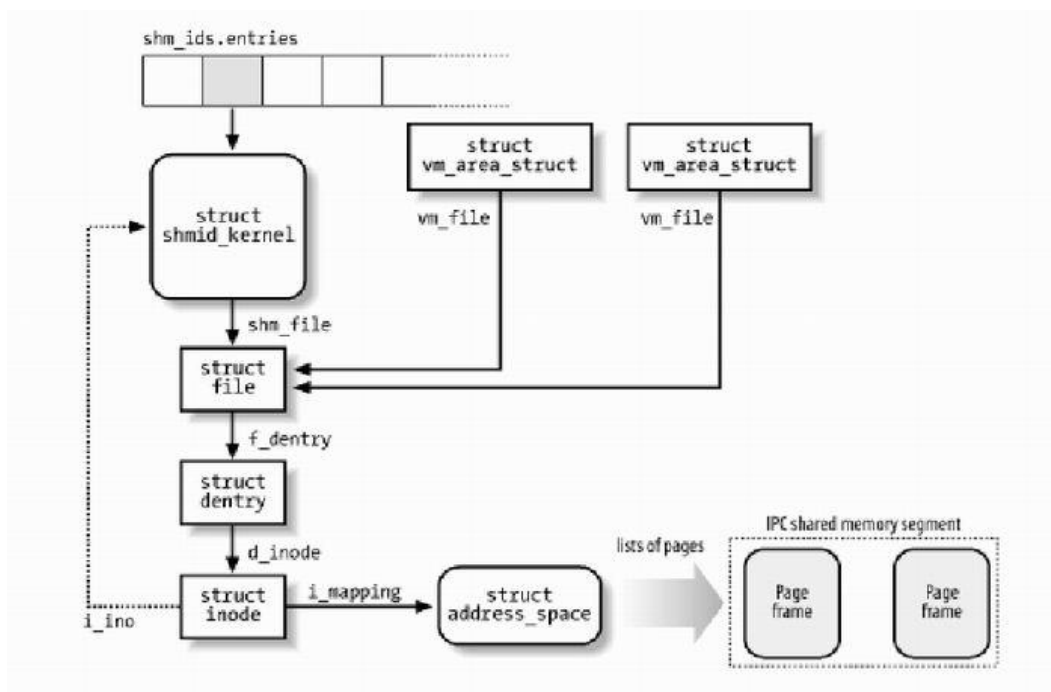 shm_ids.entries
struct
vm_area_struct
struct
vm_area_struct
struct
shmid_kernel
vm_file
vm_file
shm_file
struct
file
f_dentry
struct
dentry
d_inode
IPC shared memory segment
lists of pages
struct
inode
i_mapping
struct
address_space
Page
frame
Page
frame
i_ino